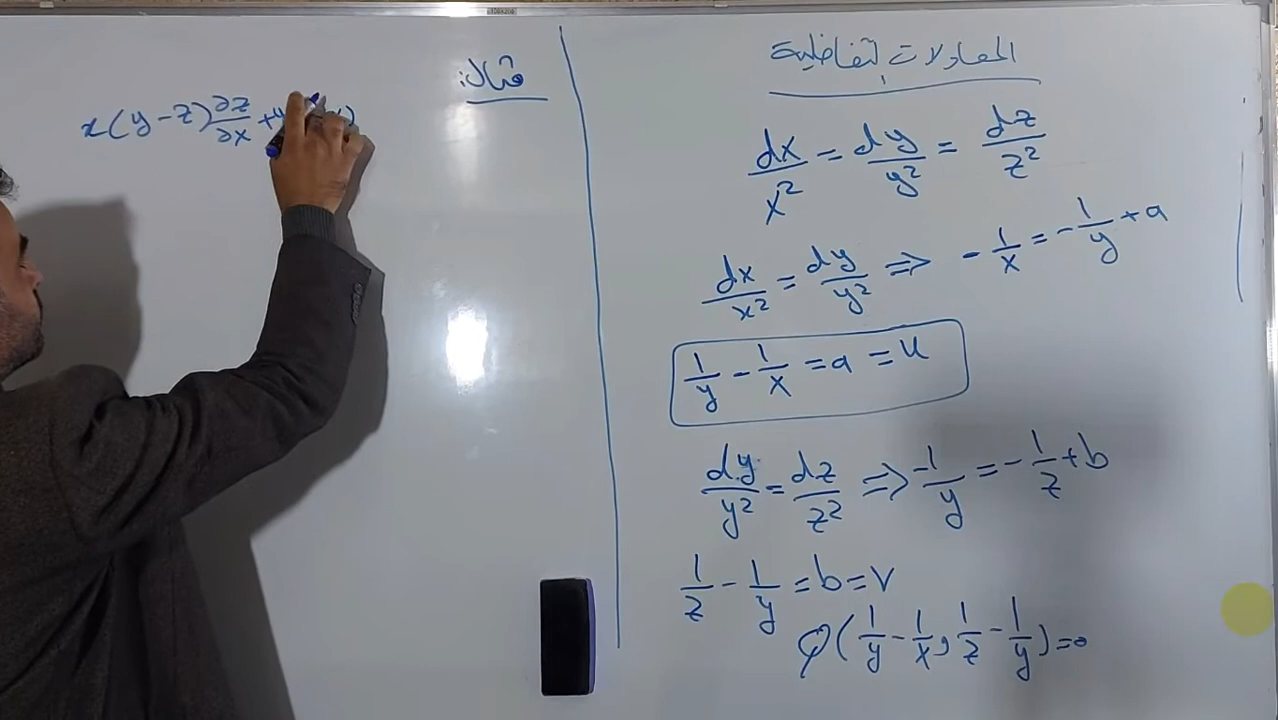 المعادلات التفاضلية
dx/x² = dy/y² = dz/z²
dx/x² = dy/y² ⇒ -1/x = -1/y + a
1/y - 1/x = a = u
dy/y² = dz/z² ⇒ -1/y = -1/z + b
1/z - 1/y = b = v
φ(1/y - 1/x, 1/z - 1/y) = 0
مثال:
x(y-z) ∂z/∂x + y